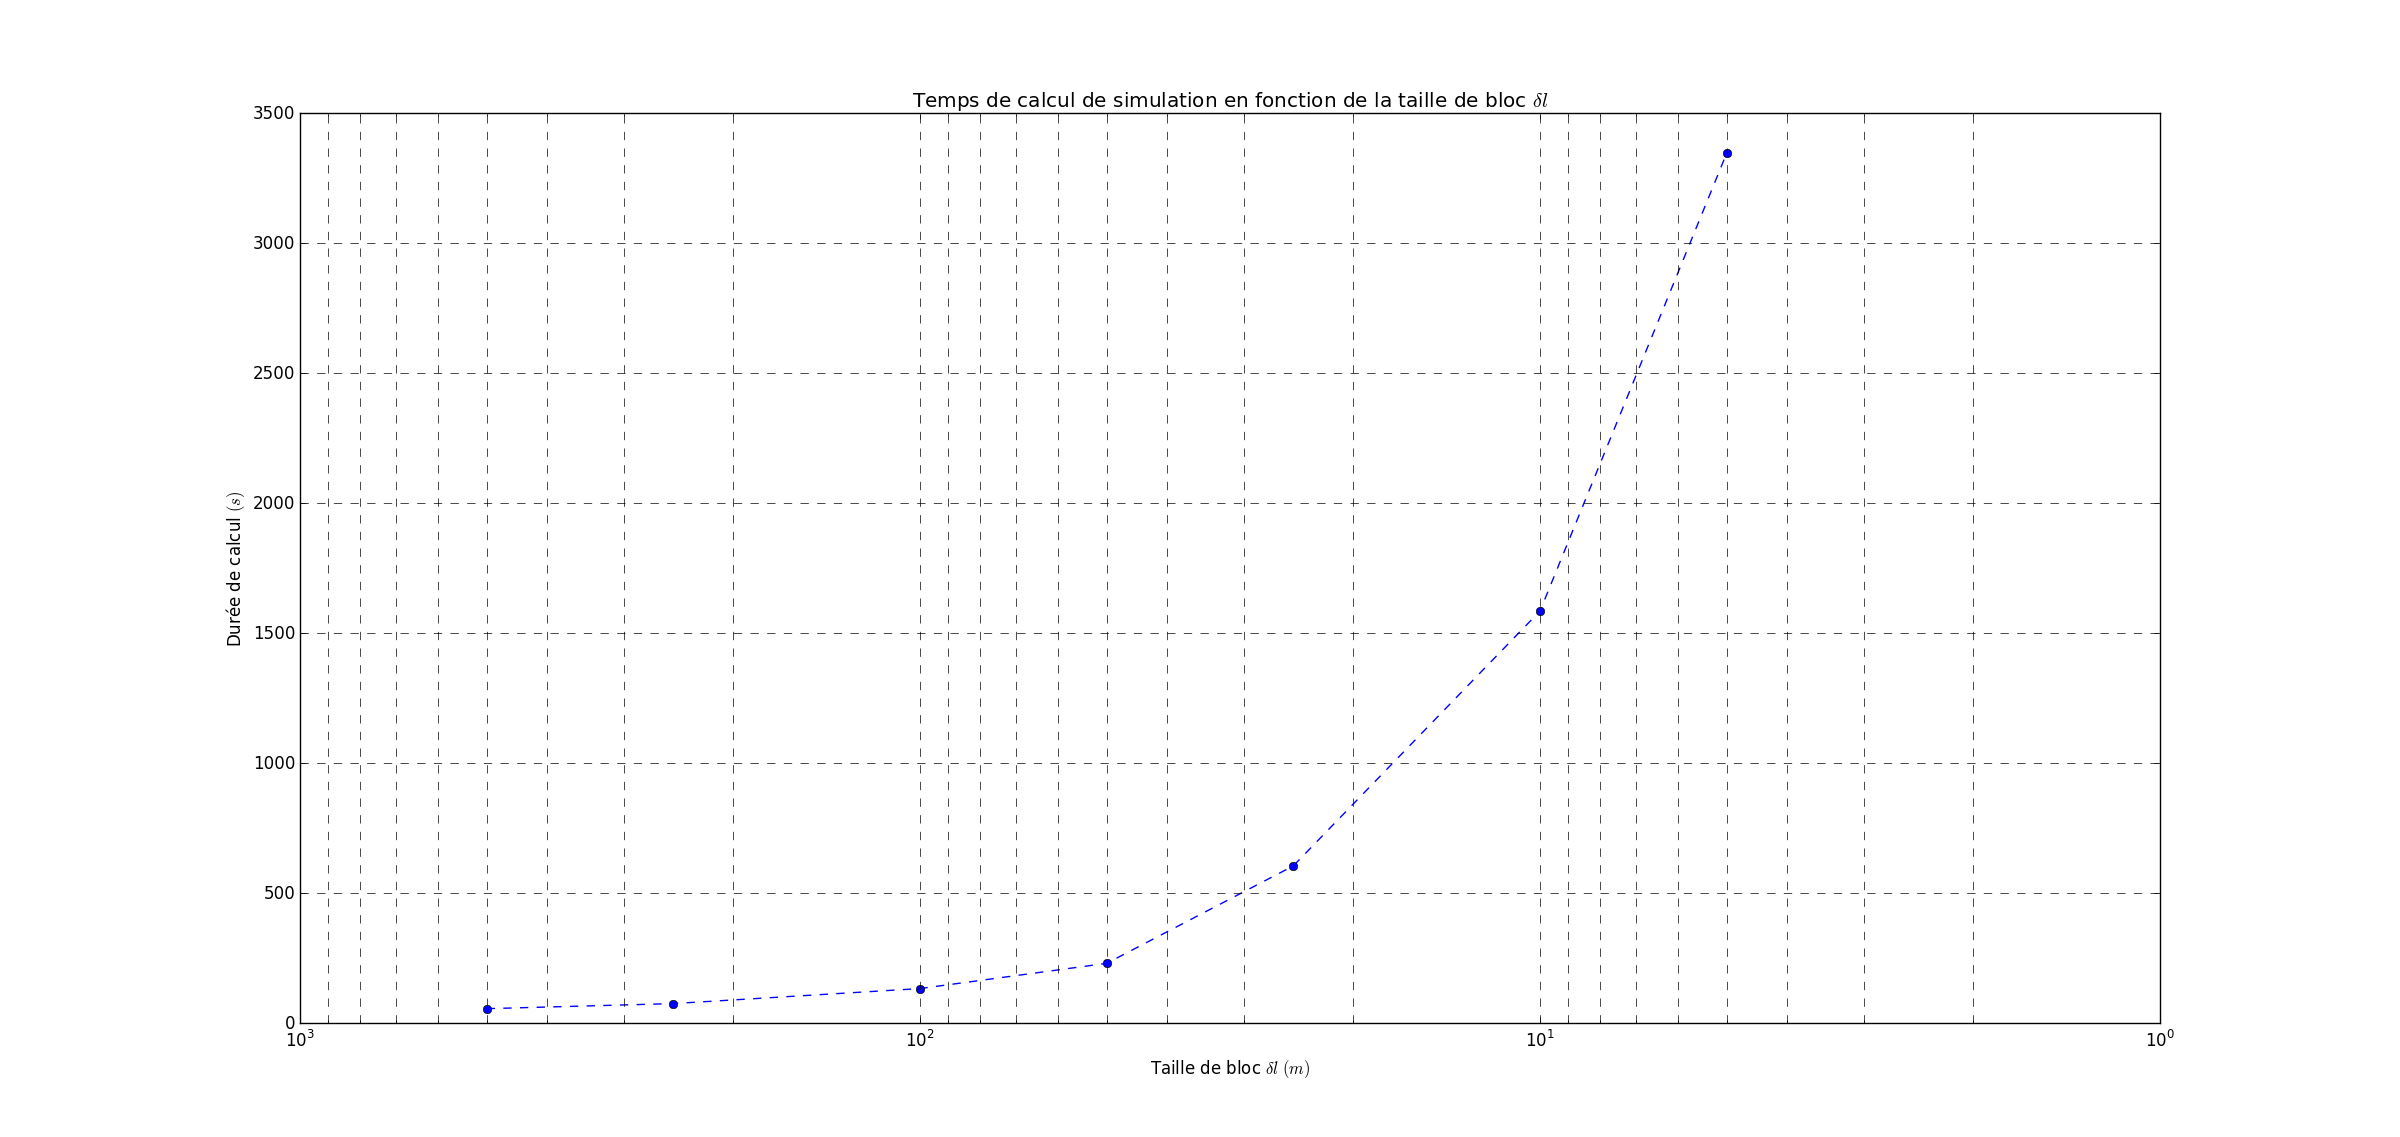 Temps de calcul de simulation en fonction de la taille de bloc δl
3500
3000
2500
2000
1500
1000
500
0
Durée de calcul (s)
10³ 10² 10¹ 10⁰
Taille de bloc δl (m)